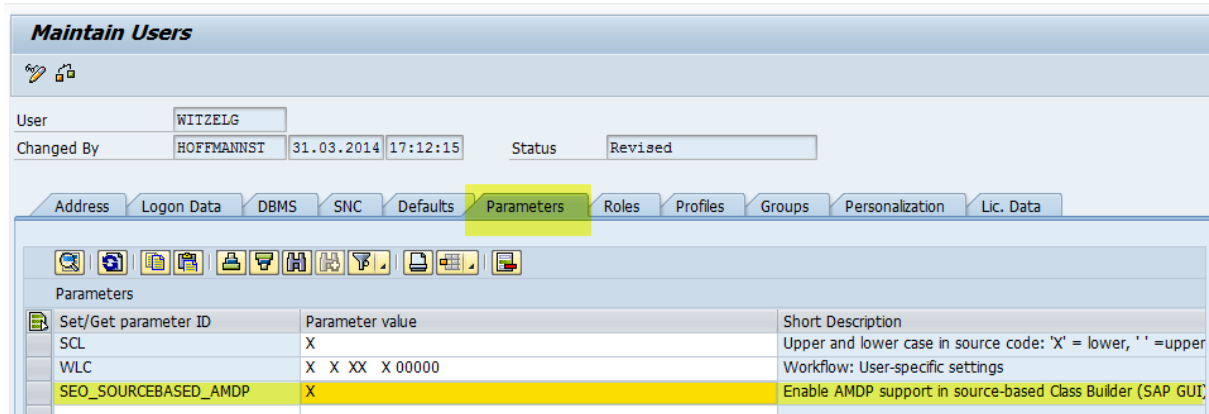 Maintain Users
User WITZELG
Changed By HOFFMANNST 31.03.2014 17:12:15 Status Revised
Address Logon Data DBMS SNC Defaults Parameters Roles Profiles Groups Personalization Lic. Data
Parameters
Set/Get parameter ID Parameter value Short Description
SCL X Upper and lower case in source code: 'X' = lower, ' ' =upper
WLC X X XX X 00000 Workflow: User-specific settings
SEO_SOURCEBASED_AMDP X Enable AMDP support in source-based Class Builder (SAP GUI)